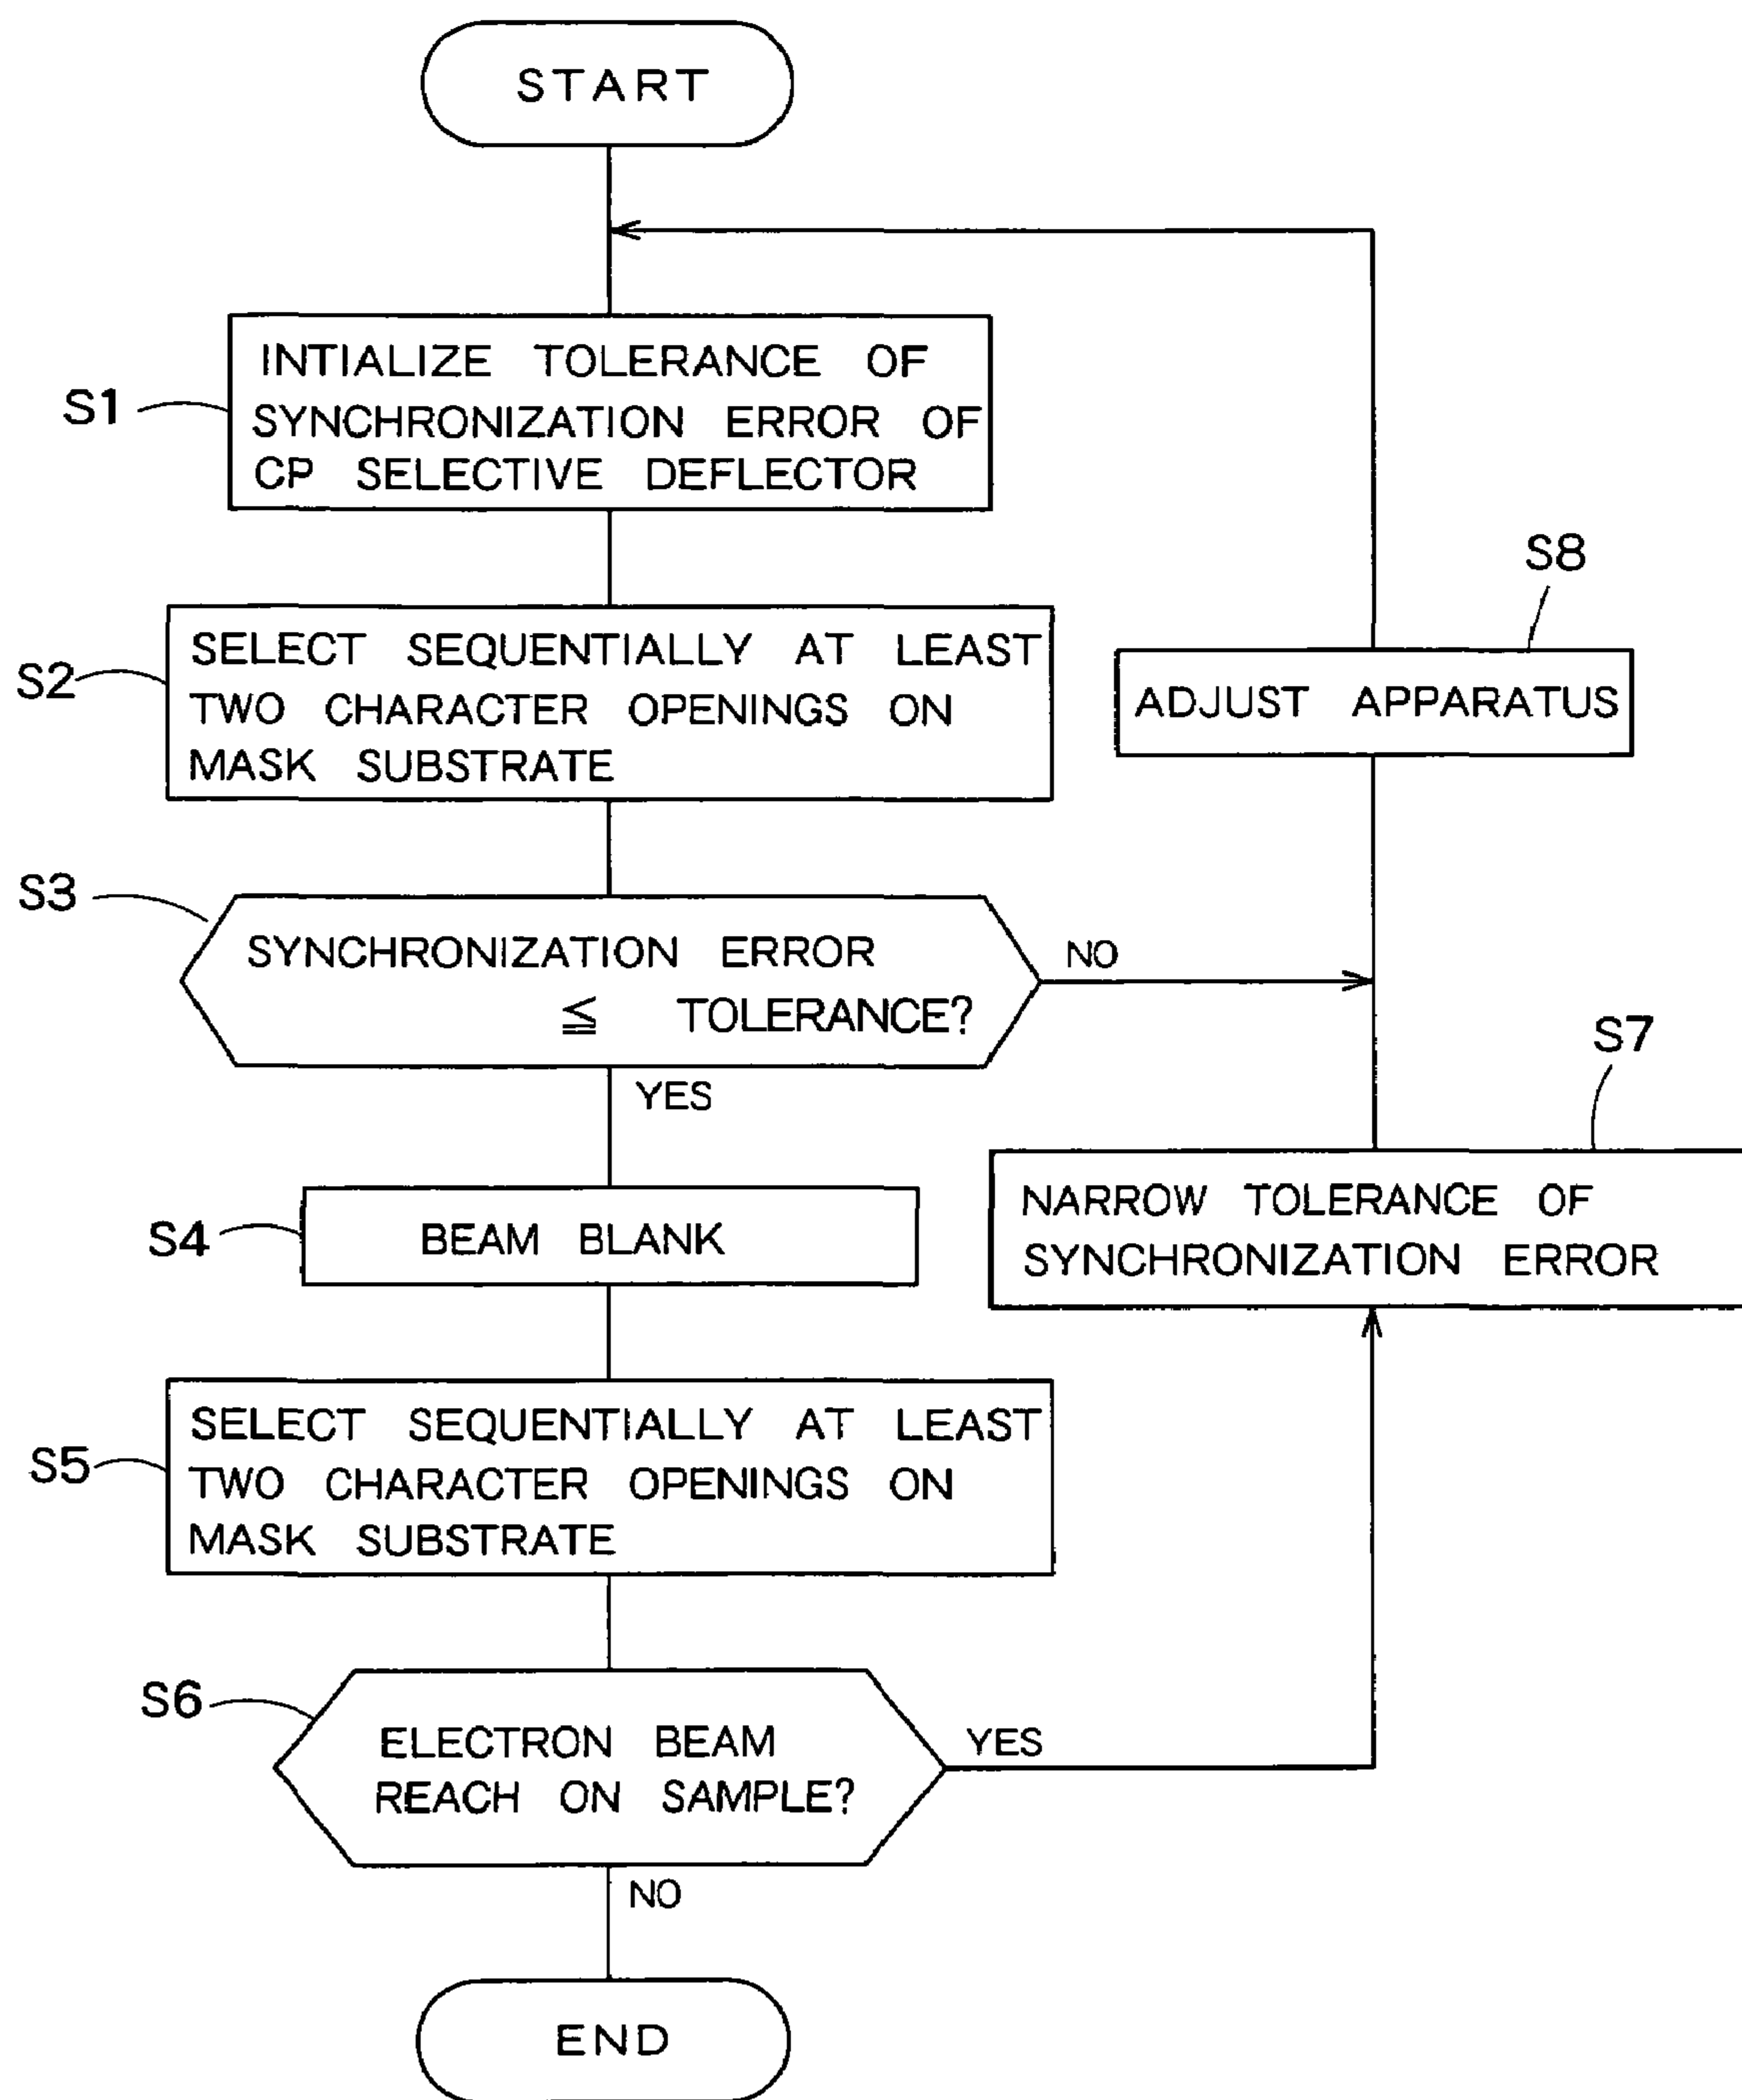 START
S1
INTIALIZE TOLERANCE OF
SYNCHRONIZATION ERROR OF
CP SELECTIVE DEFLECTOR
S2
SELECT SEQUENTIALLY AT LEAST
TWO CHARACTER OPENINGS ON
MASK SUBSTRATE
S8
ADJUST APPARATUS
S3
SYNCHRONIZATION ERROR
≦ TOLERANCE?
NO
YES
S7
NARROW TOLERANCE OF
SYNCHRONIZATION ERROR
S4
BEAM BLANK
S5
SELECT SEQUENTIALLY AT LEAST
TWO CHARACTER OPENINGS ON
MASK SUBSTRATE
S6
ELECTRON BEAM
REACH ON SAMPLE?
YES
NO
END